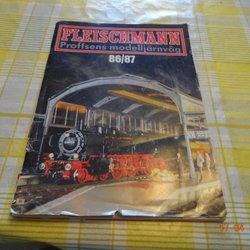 FLEISCHMANN
Proffsens modelljärnväg
86/87